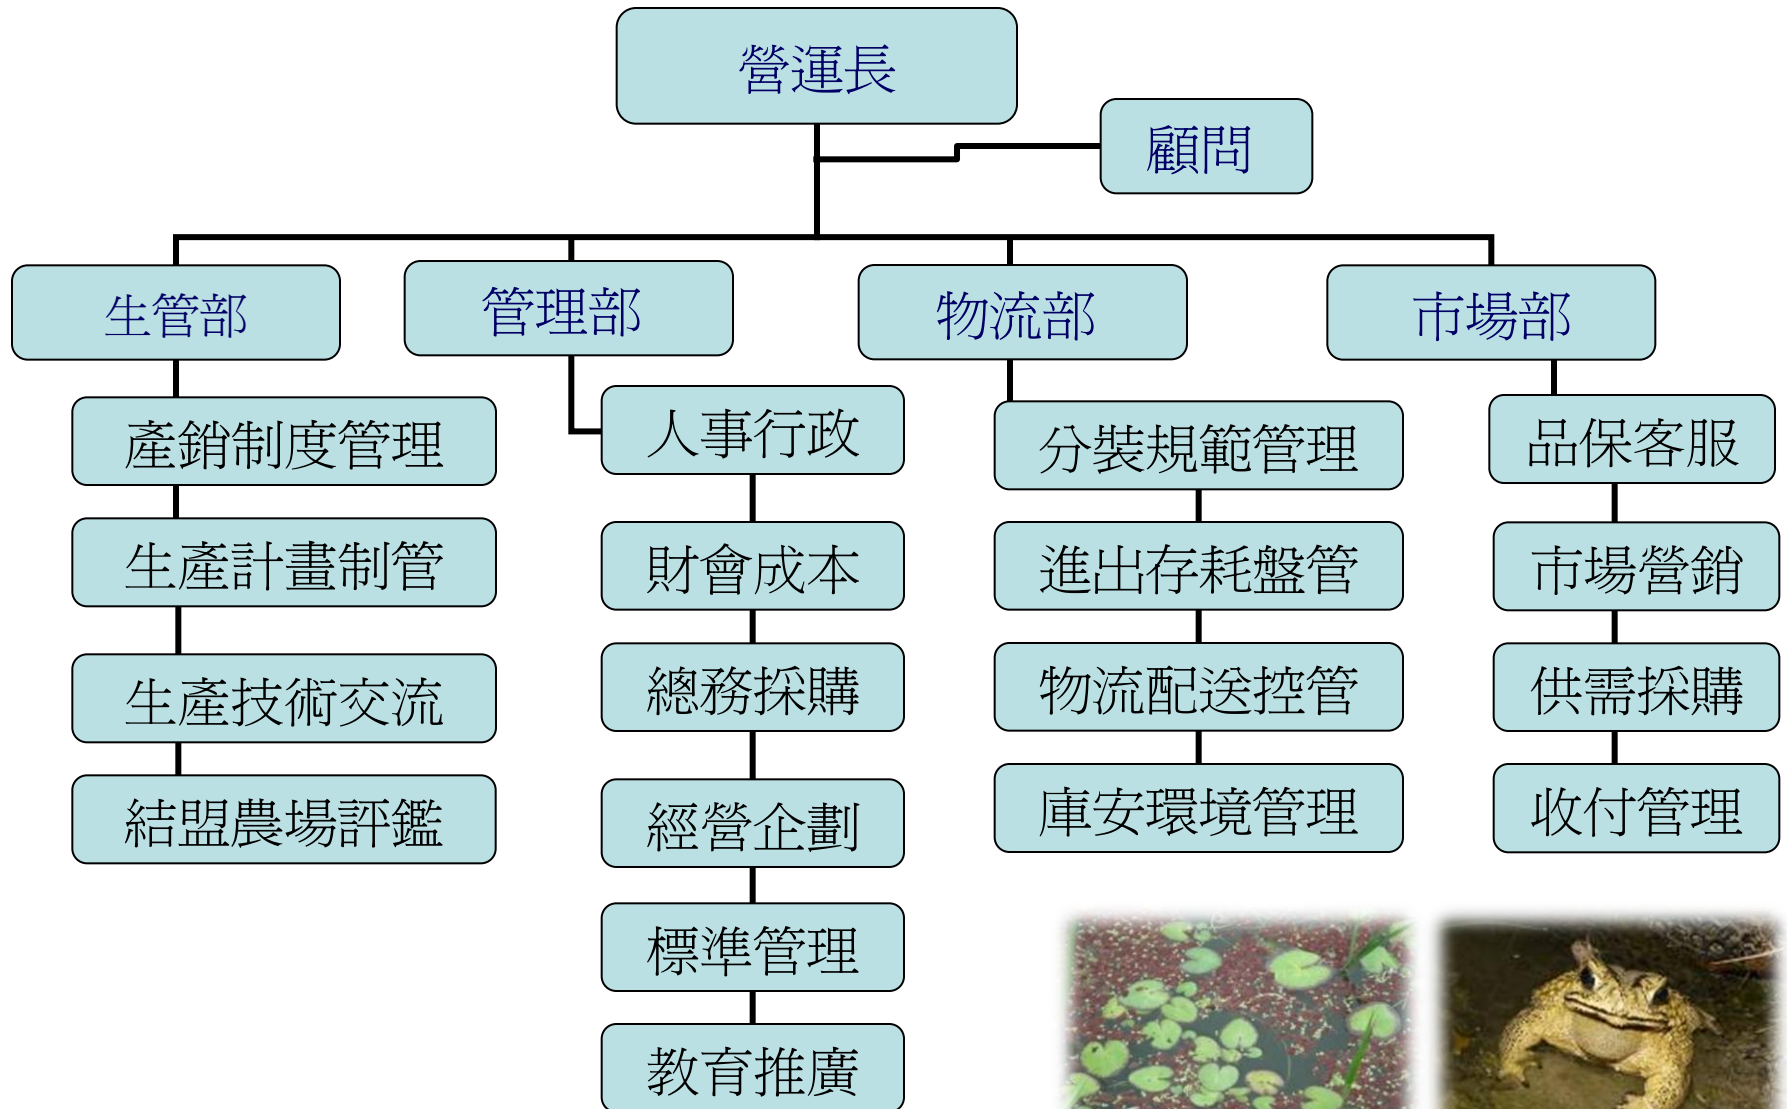 營運長
顧問
生管部
管理部
物流部
市場部
產銷制度管理
生產計畫制管
生產技術交流
結盟農場評鑑
人事行政
財會成本
總務採購
經營企劃
標準管理
教育推廣
分裝規範管理
進出存耗盤管
物流配送控管
庫安環境管理
品保客服
市場營銷
供需採購
收付管理